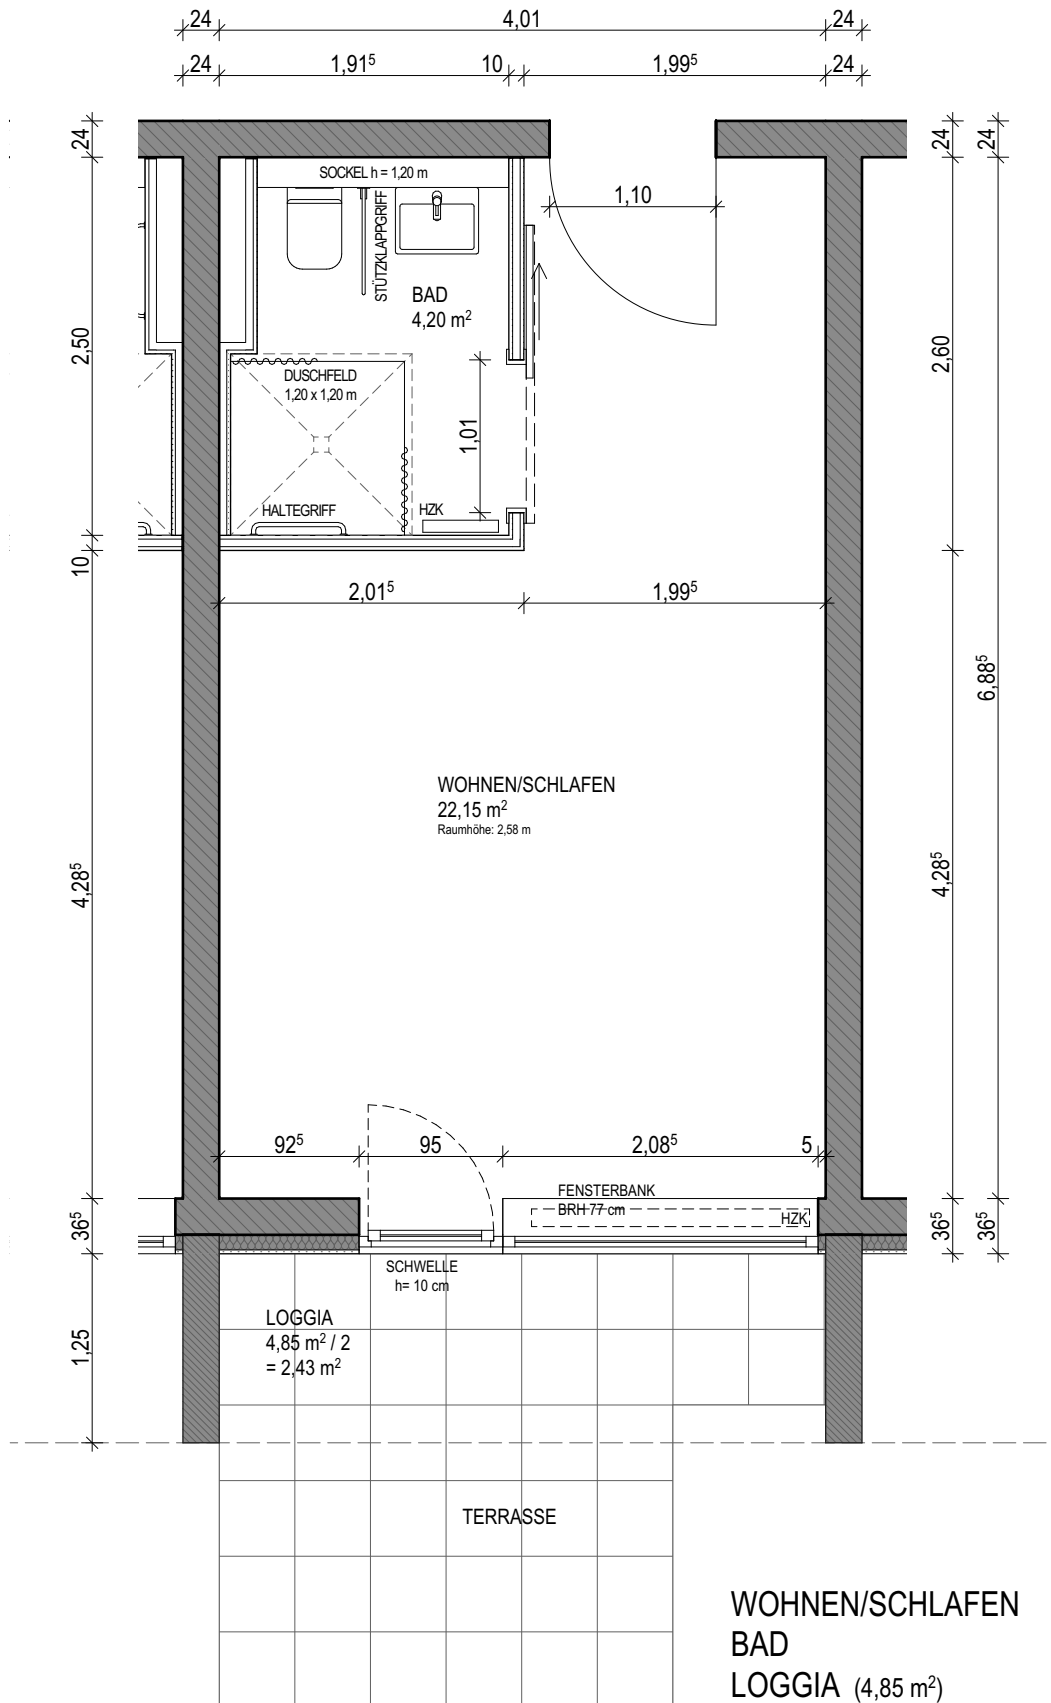 24 4,01 24
24 1,91⁵ 10 1,99⁵ 24
24
24
24
SOCKEL h = 1,20 m
1,10
STÜTZKLAPPGRIFF
BAD
4,20 m²
2,50
2,60
DUSCHFELD
1,20 x 1,20 m
1,01
HALTEGRIFF
HZK
10
2,01⁵ 1,99⁵
6,88⁵
WOHNEN/SCHLAFEN
22,15 m²
Raumhöhe: 2,58 m
4,28⁵
4,28⁵
92⁵ 95 2,08⁵ 5
FENSTERBANK
BRH 77 cm
HZK
36⁵
36⁵
36⁵
SCHWELLE
h= 10 cm
LOGGIA
4,85 m² / 2
= 2,43 m²
1,25
TERRASSE
WOHNEN/SCHLAFEN
BAD
LOGGIA (4,85 m²)